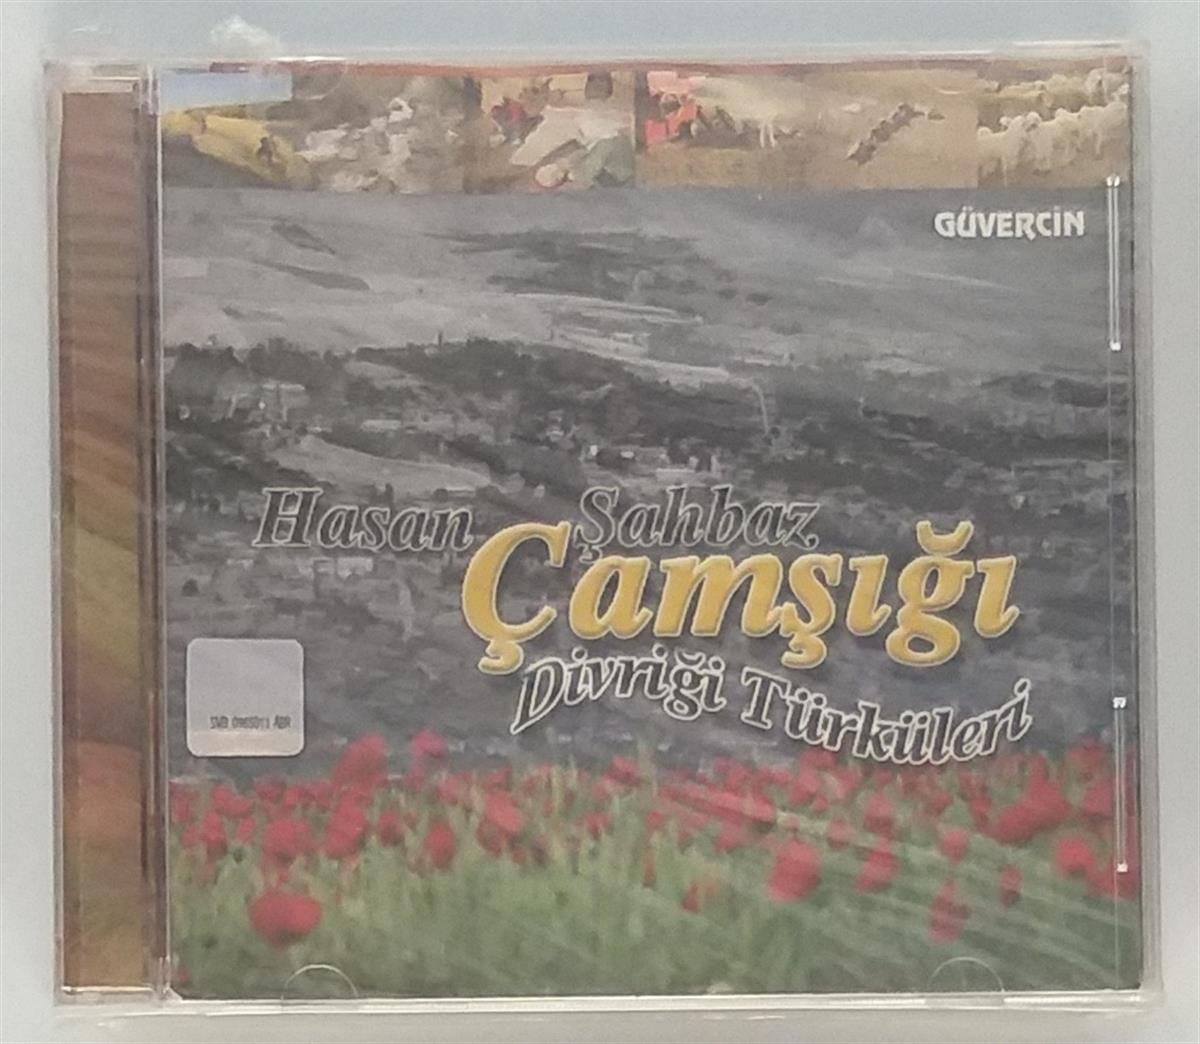 GÜVERCİN
Hasan Şahbaz
Çamşığı
Divriği Türküleri